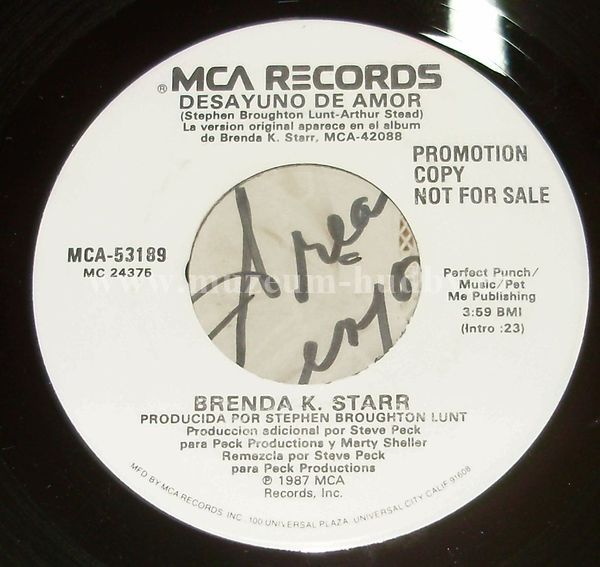 ® MCA RECORDS
DESAYUNO DE AMOR
(Stephen Broughton Lunt-Arthur Stead)
La version original aparece en el album
de Brenda K. Starr, MCA-42088
PROMOTION
COPY
NOT FOR SALE
MCA-53189
MC 24375
Perfect Punch/
Music/Pet
Me Publishing
3:59 BMI
(Intro :23)
BRENDA K. STARR
PRODUCIDA POR STEPHEN BROUGHTON LUNT
Produccion adicional por Steve Peck
para Peck Productions y Marty Sheller
Remezcla por Steve Peck
para Peck Productions
℗ 1987 MCA
Records, Inc.
MFD BY MCA RECORDS, INC., 100 UNIVERSAL PLAZA, UNIVERSAL CITY, CALIF. 91608